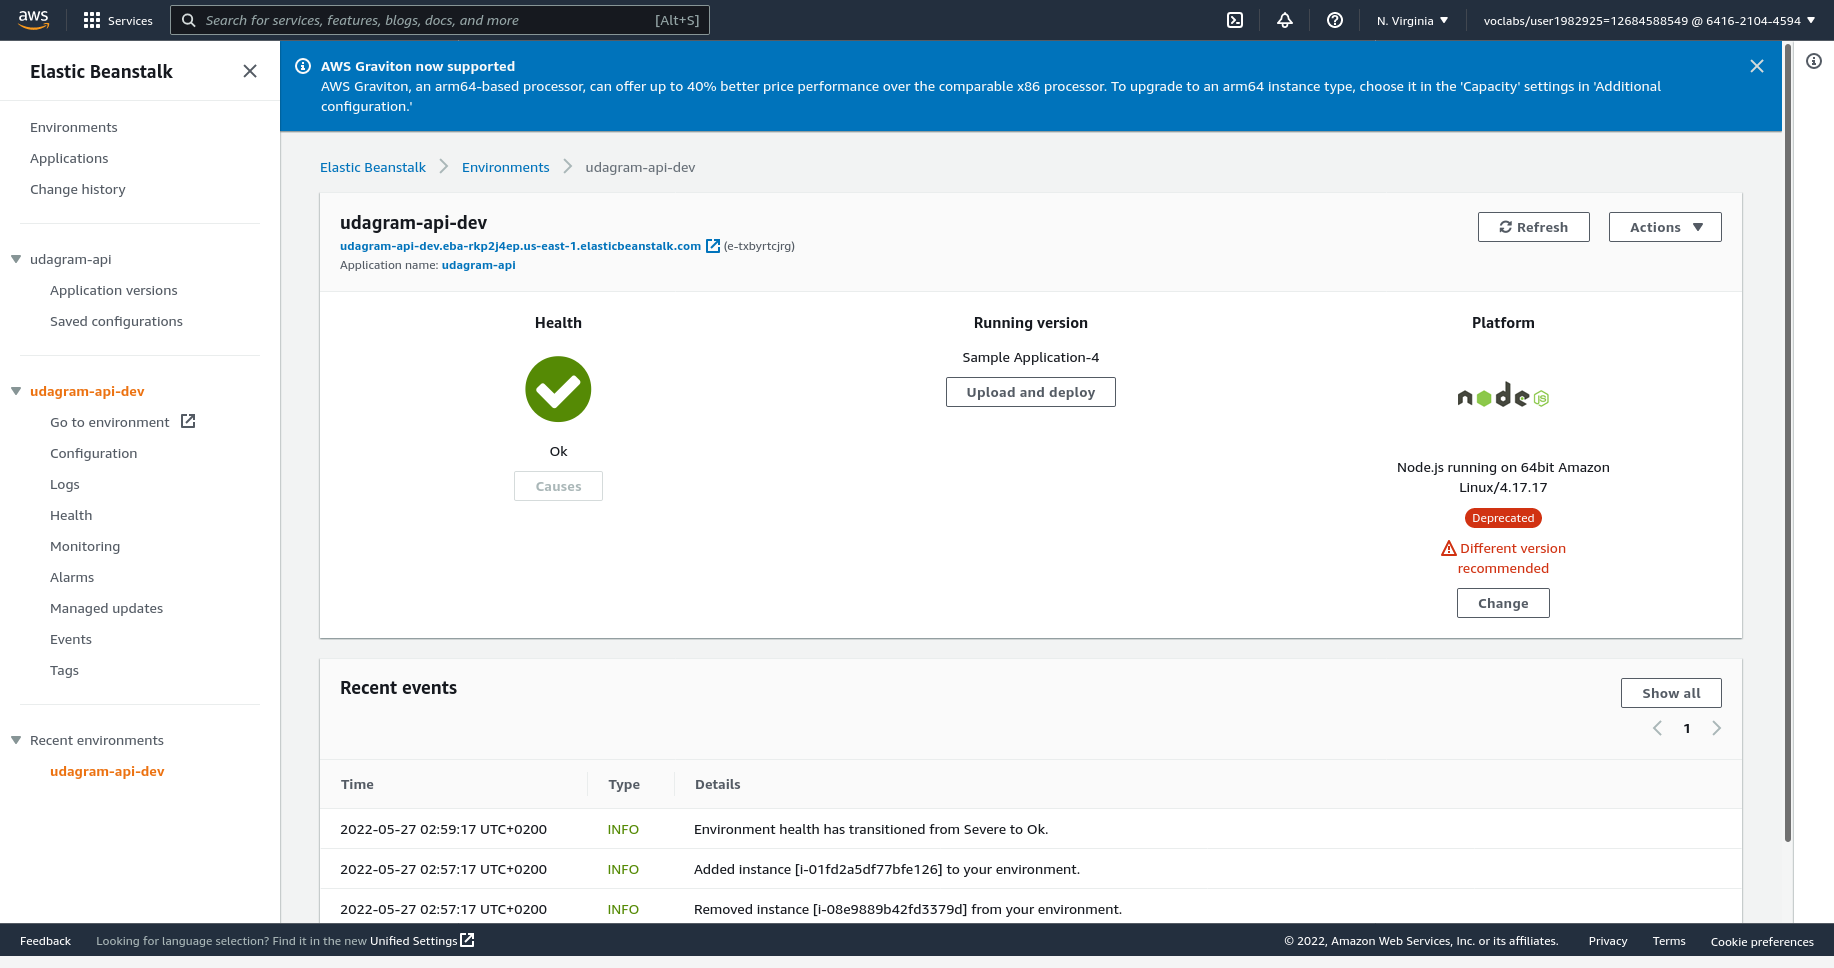 aws
Services
Search for services, features, blogs, docs, and more
[Alt+S]
N. Virginia
voclabs/user1982925=12684588549 @ 6416-2104-4594
Elastic Beanstalk
Environments
Applications
Change history
udagram-api
Application versions
Saved configurations
udagram-api-dev
Go to environment
Configuration
Logs
Health
Monitoring
Alarms
Managed updates
Events
Tags
Recent environments
udagram-api-dev
AWS Graviton now supported
AWS Graviton, an arm64-based processor, can offer up to 40% better price performance over the comparable x86 processor. To upgrade to an arm64 instance type, choose it in the 'Capacity' settings in 'Additional
configuration.'
Elastic Beanstalk
Environments
udagram-api-dev
udagram-api-dev
udagram-api-dev.eba-rkp2j4ep.us-east-1.elasticbeanstalk.com (e-txbyrtcjrg)
Application name: udagram-api
Refresh
Actions
Health
Ok
Causes
Running version
Sample Application-4
Upload and deploy
Platform
node JS
Node.js running on 64bit Amazon
Linux/4.17.17
Deprecated
Different version
recommended
Change
Recent events
Show all
1
Time Type Details
2022-05-27 02:59:17 UTC+0200 INFO Environment health has transitioned from Severe to Ok.
2022-05-27 02:57:17 UTC+0200 INFO Added instance [i-01fd2a5df77bfe126] to your environment.
2022-05-27 02:57:17 UTC+0200 INFO Removed instance [i-08e9889b42fd3379d] from your environment.
Feedback
Looking for language selection? Find it in the new Unified Settings
© 2022, Amazon Web Services, Inc. or its affiliates.
Privacy
Terms
Cookie preferences